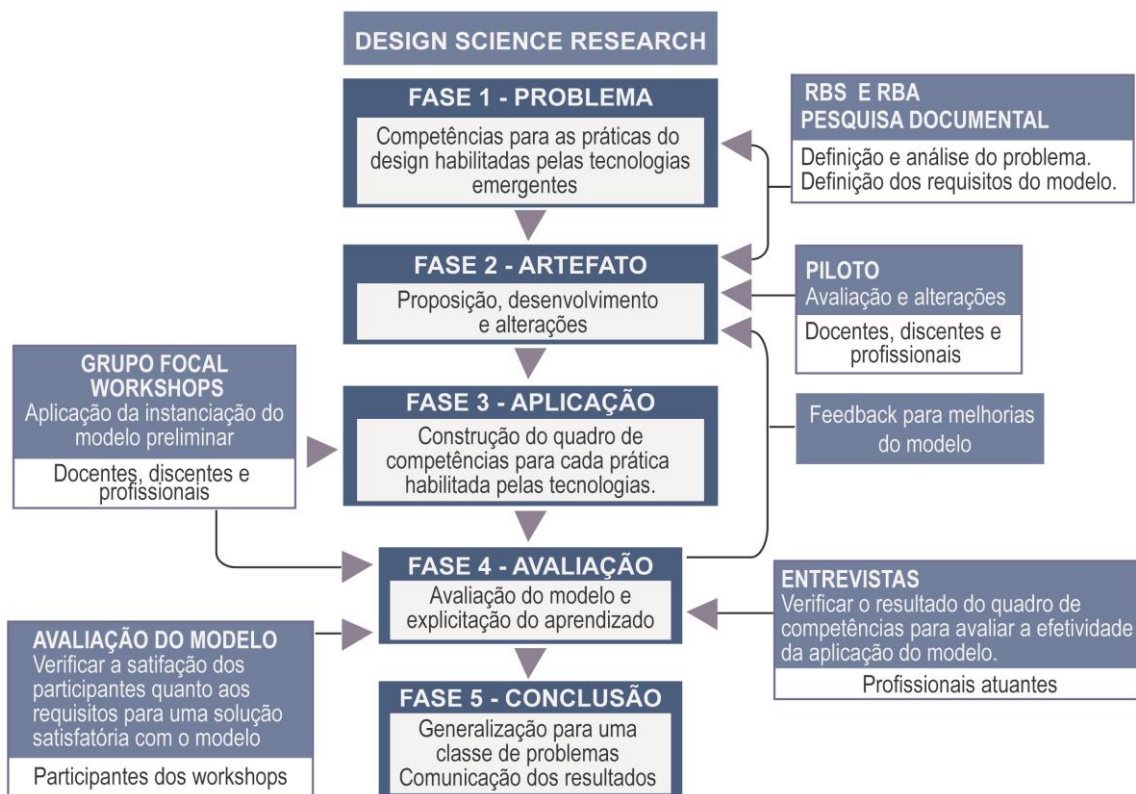 DESIGN SCIENCE RESEARCH
FASE 1 - PROBLEMA
Competências para as práticas do
design habilitadas pelas tecnologias
emergentes
RBS E RBA
PESQUISA DOCUMENTAL
Definição e análise do problema.
Definição dos requisitos do modelo.
FASE 2 - ARTEFATO
Proposição, desenvolvimento
e alterações
PILOTO
Avaliação e alterações
Docentes, discentes e
profissionais
GRUPO FOCAL
WORKSHOPS
Aplicação da instanciação do
modelo preliminar
Docentes, discentes e
profissionais
FASE 3 - APLICAÇÃO
Construção do quadro de
competências para cada prática
habilitada pelas tecnologias.
Feedback para melhorias
do modelo
FASE 4 - AVALIAÇÃO
Avaliação do modelo e
explicitação do aprendizado
ENTREVISTAS
Verificar o resultado do quadro de
competências para avaliar a efetividade
da aplicação do modelo.
Profissionais atuantes
AVALIAÇÃO DO MODELO
Verificar a satifação dos
participantes quanto aos
requisitos para uma solução
satisfatória com o modelo
Participantes dos workshops
FASE 5 - CONCLUSÃO
Generalização para uma
classe de problemas
Comunicação dos resultados